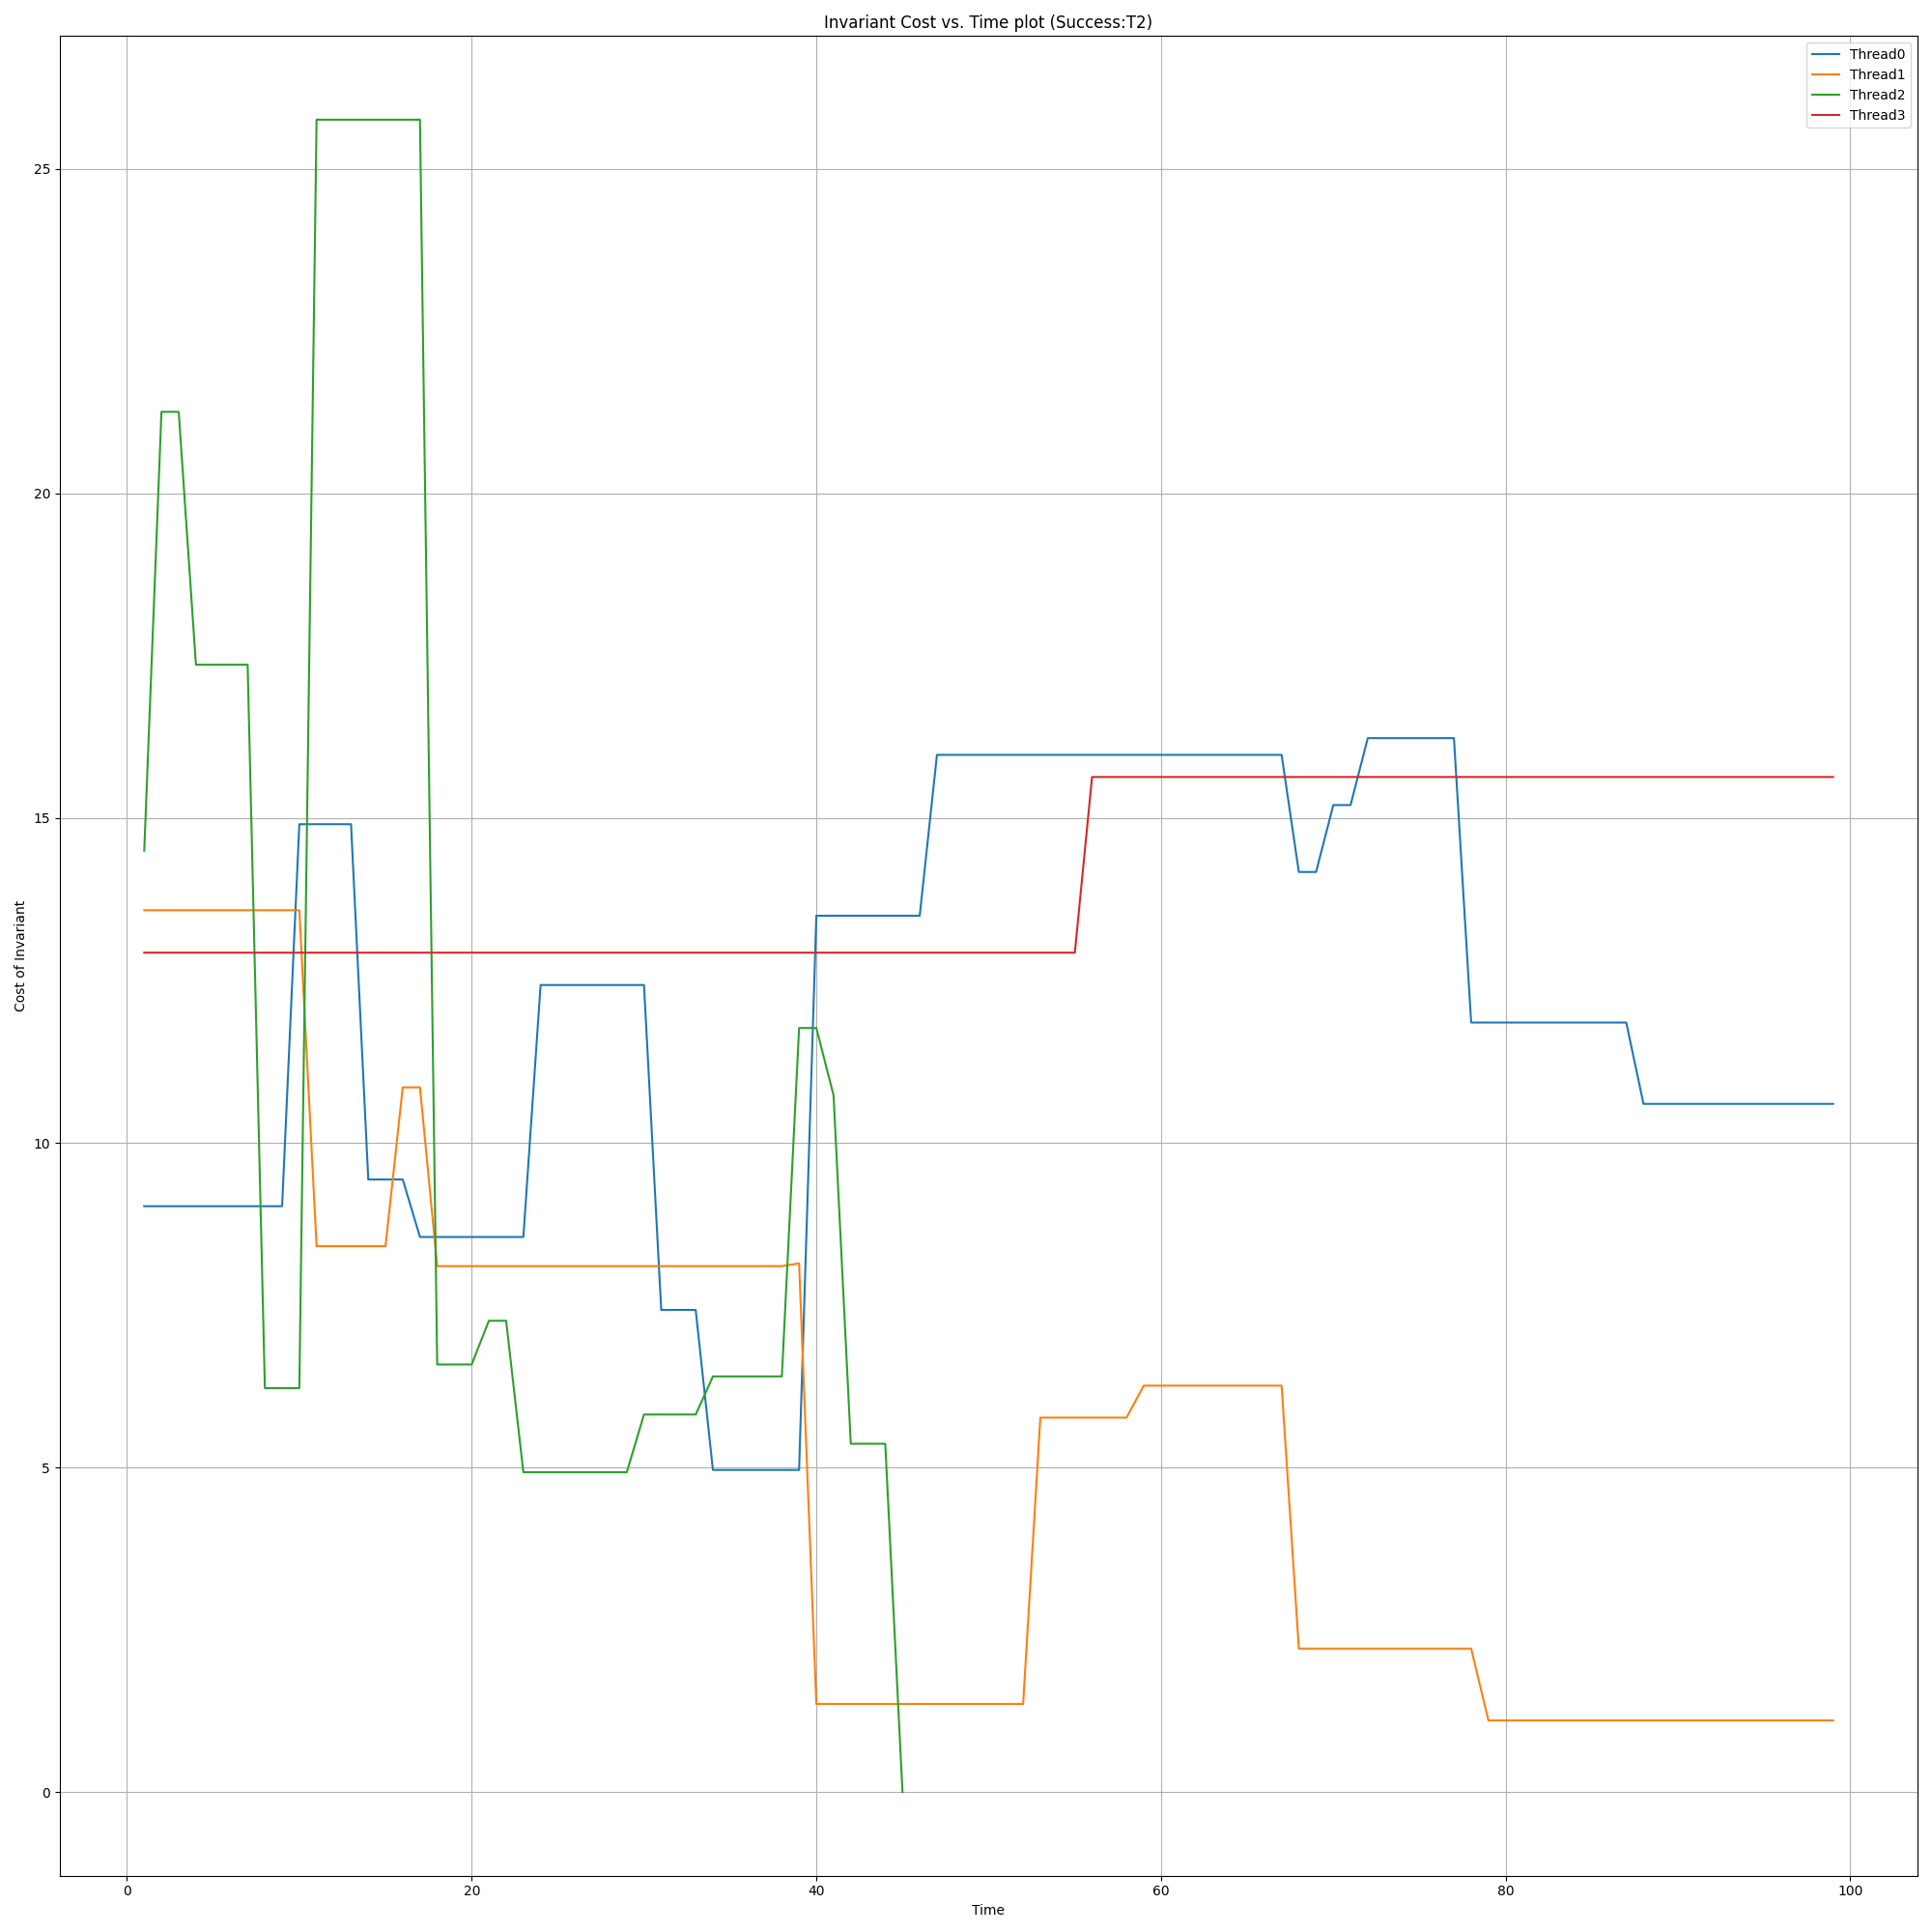 Invariant Cost vs. Time plot (Success:T2)
Thread0
Thread1
Thread2
Thread3
Cost of Invariant
25
20
15
10
5
0
0 20 40 60 80 100
Time